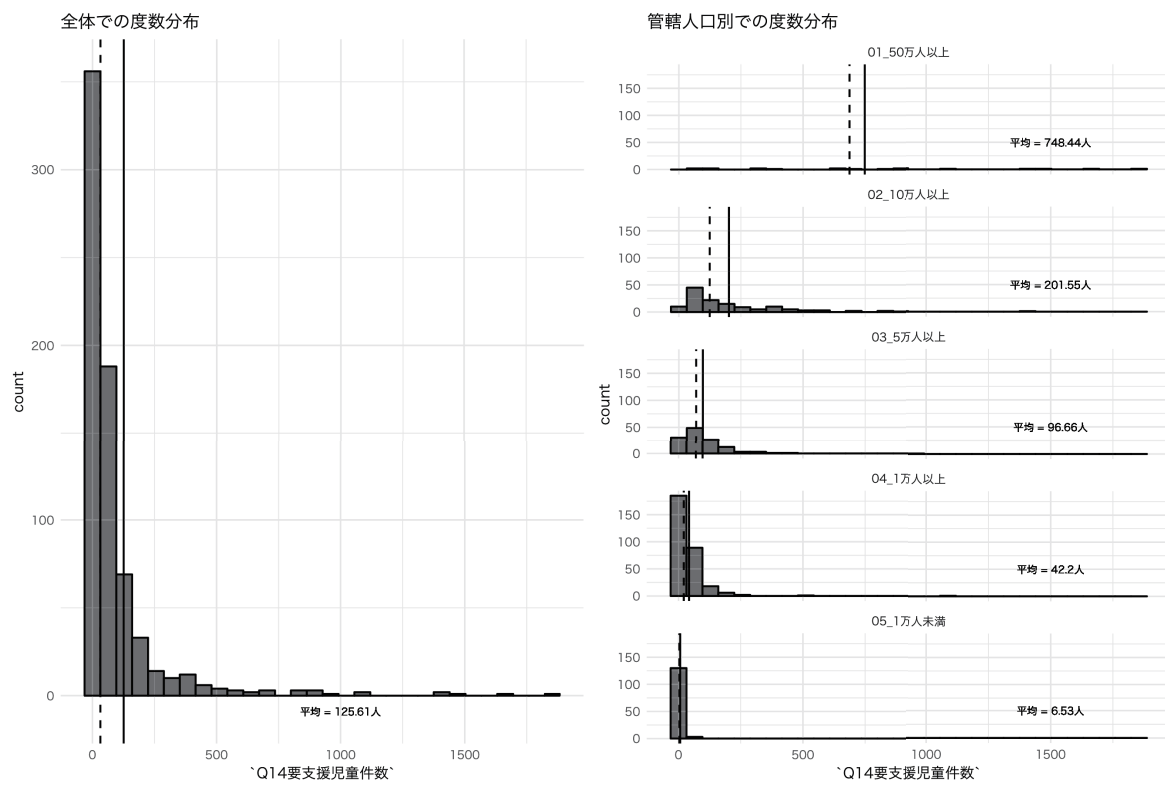 全体での度数分布
count
300
200
100
0
平均 = 125.61人
0 500 1000 1500
`Q14要支援児童件数`
管轄人口別での度数分布
count
01_50万人以上
150
100
50
0
平均 = 748.44人
02_10万人以上
150
100
50
0
平均 = 201.55人
03_5万人以上
150
100
50
0
平均 = 96.66人
04_1万人以上
150
100
50
0
平均 = 42.2人
05_1万人未満
150
100
50
0
平均 = 6.53人
0 500 1000 1500
`Q14要支援児童件数`